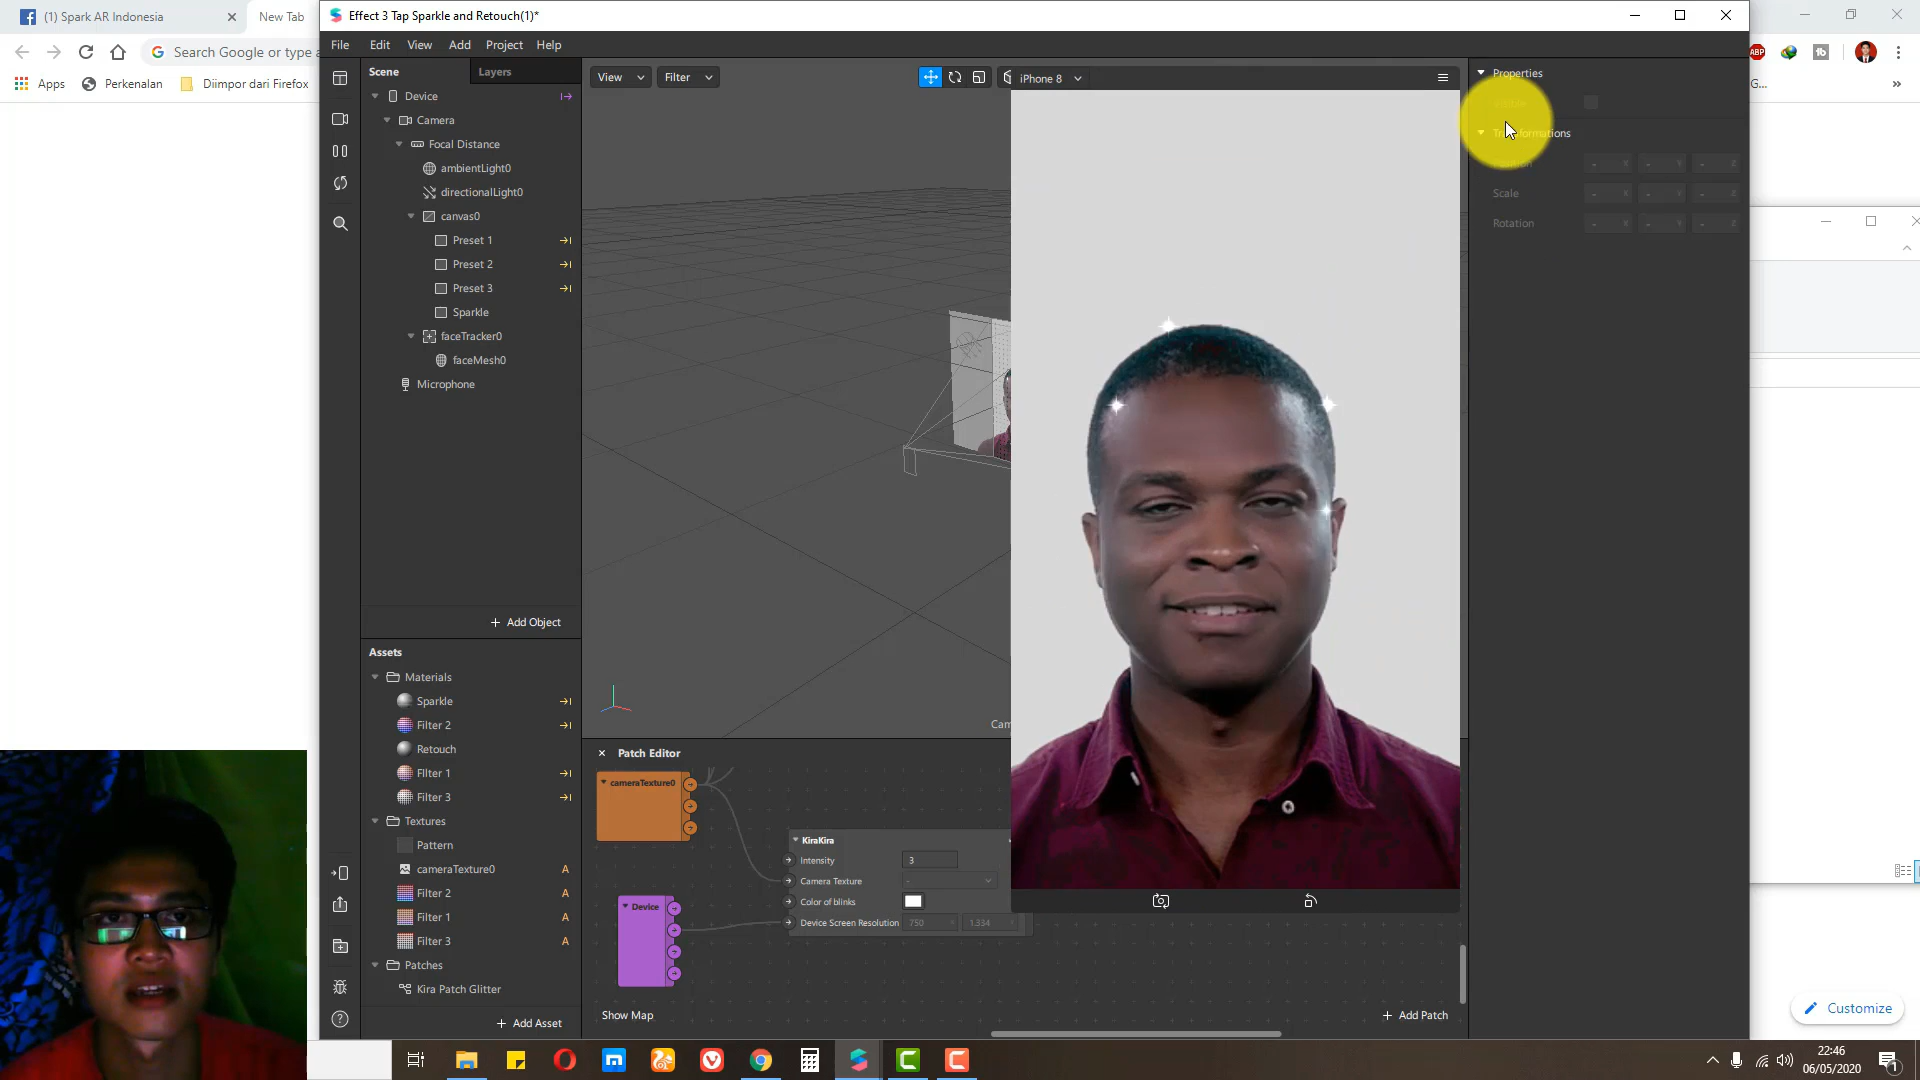 (1) Spark AR Indonesia
New Tab
Search Google or type a
Apps
Perkenalan
Diimpor dari Firefox
Effect 3 Tap Sparkle and Retouch(1)*
File Edit View Add Project Help
Scene
Layers
Device
Camera
Focal Distance
ambientLight0
directionalLight0
canvas0
Preset 1
Preset 2
Preset 3
Sparkle
faceTracker0
faceMesh0
Microphone
+ Add Object
Assets
Materials
Sparkle
Filter 2
Retouch
FIlter 1
Filter 3
Textures
Pattern
cameraTexture0 A
Filter 2 A
Filter 1 A
Filter 3 A
Patches
Kira Patch Glitter
+ Add Asset
View
Filter
iPhone 8
Cam
Patch Editor
cameraTexture0
Device
KiraKira
Intensity 3
Camera Texture -
Color of blinks
Device Screen Resolution 750 1.334
Show Map
+ Add Patch
Properties
Transformations
Scale - X - Y - Z
Rotation - X - Y - Z
ABP
G...
Customize
22:46
06/05/2020
1